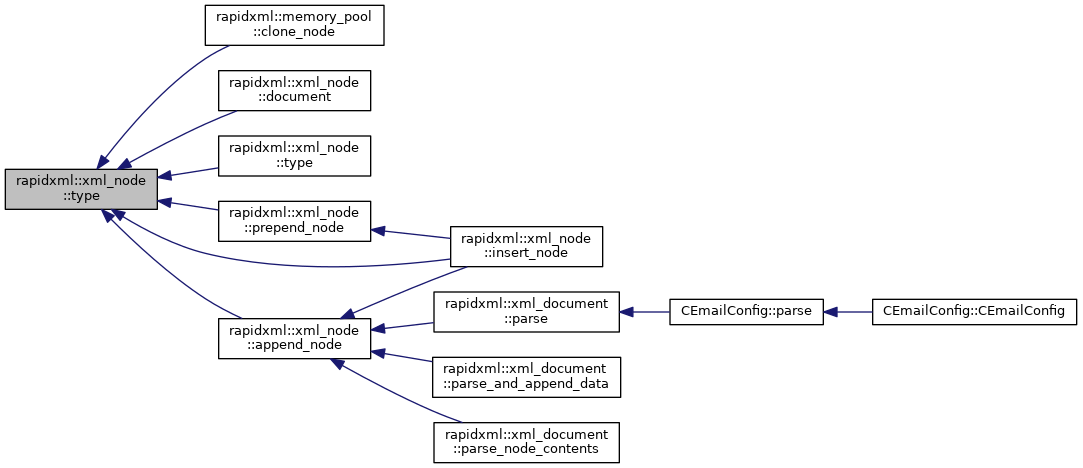 rapidxml::memory_pool
::clone_node
rapidxml::xml_node
::document
rapidxml::xml_node
::type
rapidxml::xml_node
::type
rapidxml::xml_node
::prepend_node
rapidxml::xml_node
::insert_node
rapidxml::xml_document
::parse
CEmailConfig::parse
CEmailConfig::CEmailConfig
rapidxml::xml_node
::append_node
rapidxml::xml_document
::parse_and_append_data
rapidxml::xml_document
::parse_node_contents